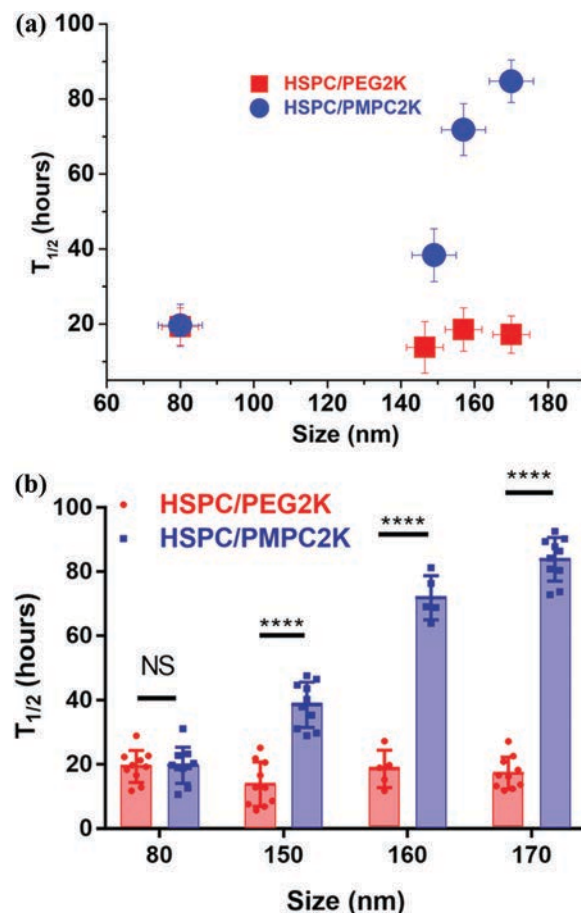 (a)
100
80
60
40
20
T1/2 (hours)
HSPC/PEG2K
HSPC/PMPC2K
60 80 100 120 140 160 180
Size (nm)
(b)
HSPC/PEG2K
HSPC/PMPC2K
100
80
60
40
20
0
T1/2 (hours)
NS
****
****
****
80 150 160 170
Size (nm)